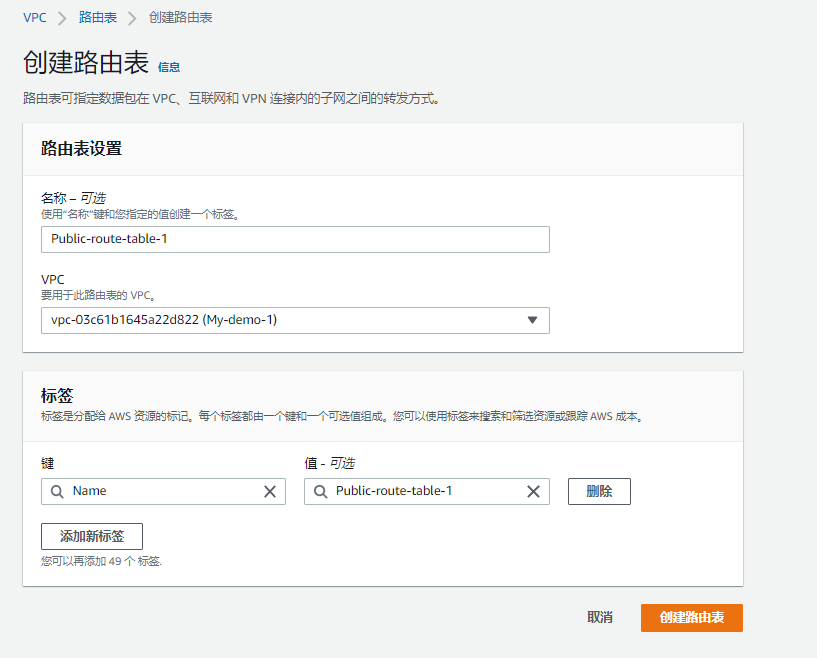 VPC 路由表 创建路由表
创建路由表 信息
路由表可指定数据包在 VPC、互联网和 VPN 连接内的子网之间的转发方式。
路由表设置
名称 – 可选
使用“名称”键和您指定的值创建一个标签。
Public-route-table-1
VPC
要用于此路由表的 VPC。
vpc-03c61b1645a22d822 (My-demo-1)
标签
标签是分配给 AWS 资源的标记。每个标签都由一个键和一个可选值组成。您可以使用标签来搜索和筛选资源或跟踪 AWS 成本。
键 值 - 可选
Name Public-route-table-1 删除
添加新标签
您可以再添加 49 个 标签.
取消 创建路由表